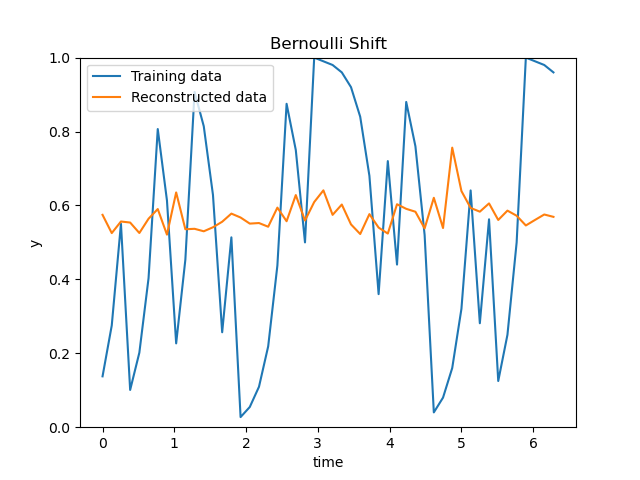 Bernoulli Shift
Training data
Reconstructed data
1.0
0.8
0.6
0.4
0.2
0.0
y
0 1 2 3 4 5 6
time